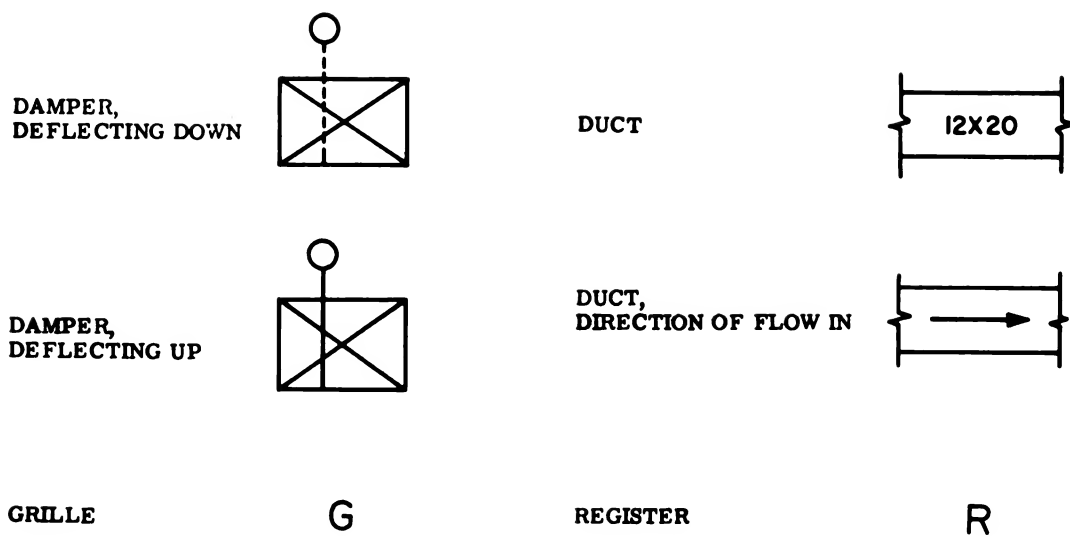 DAMPER,
DEFLECTING DOWN
DUCT
12X20
DAMPER,
DEFLECTING UP
DUCT,
DIRECTION OF FLOW IN
GRILLE
G
REGISTER
R